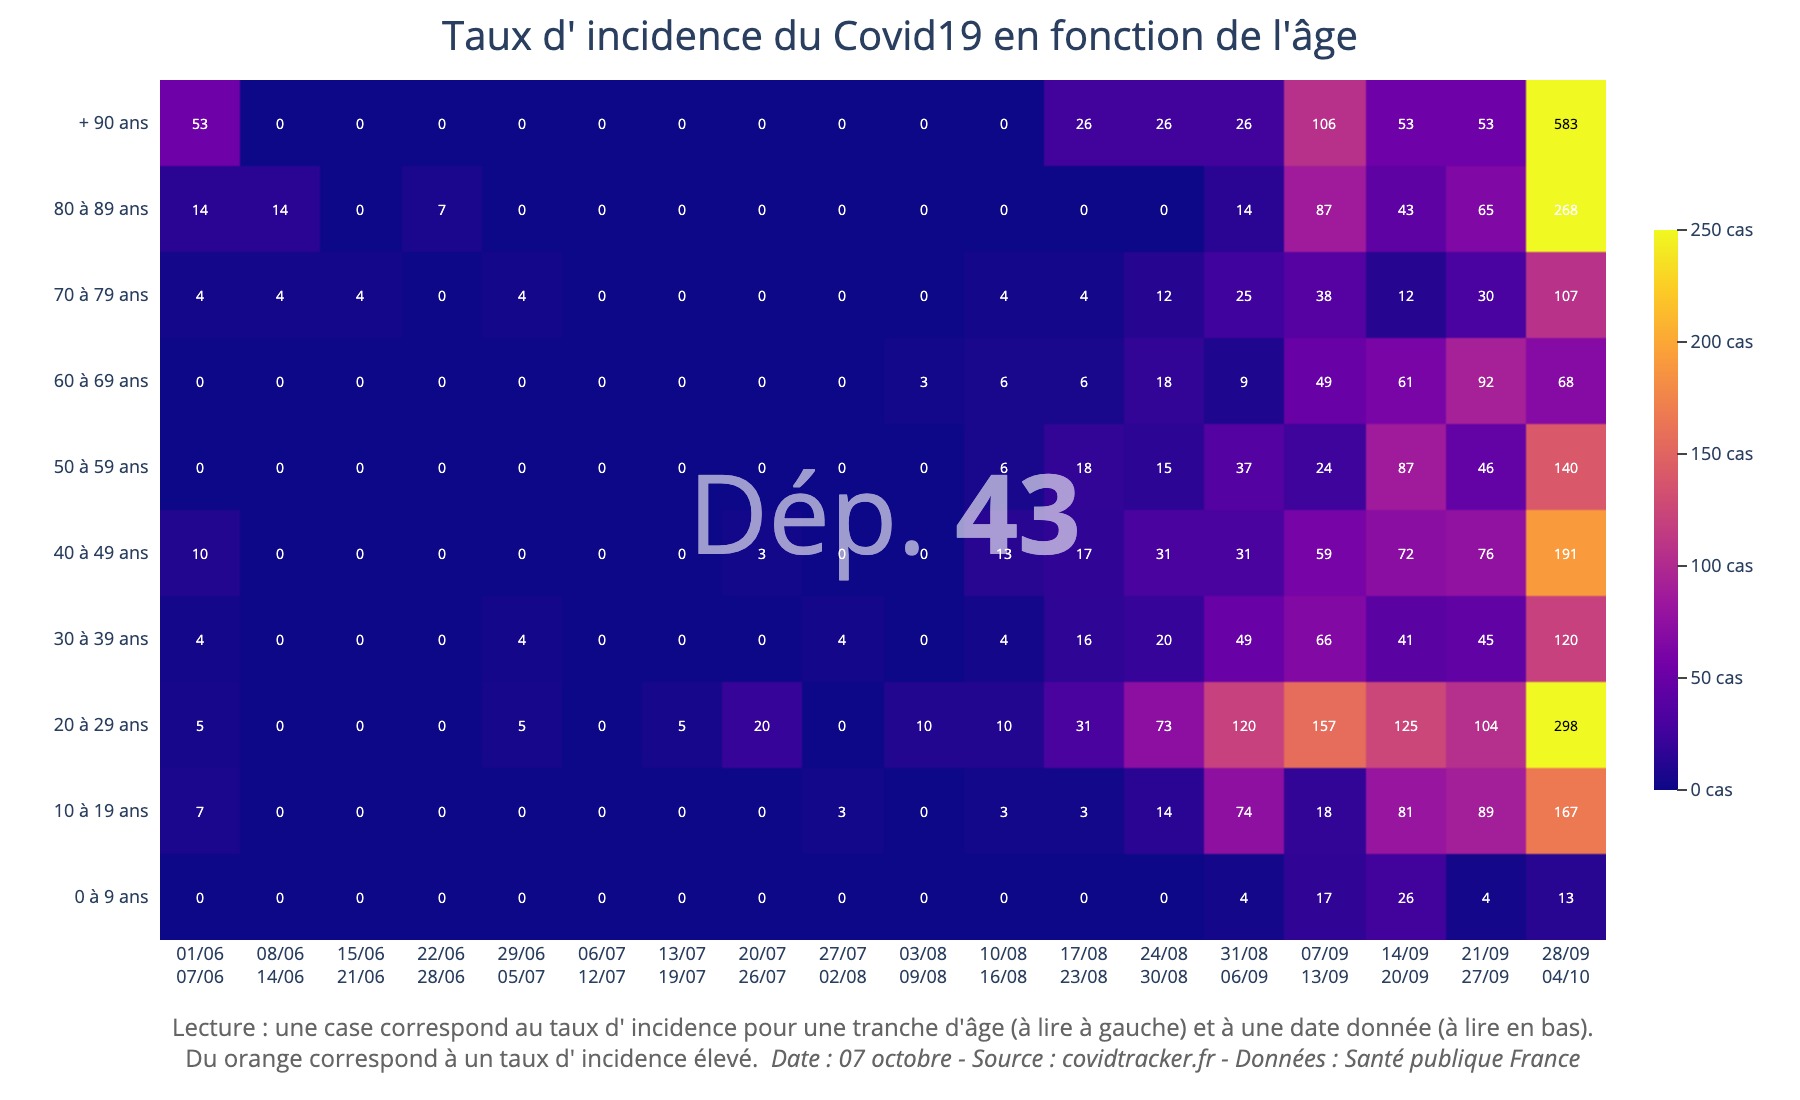 Taux d' incidence du Covid19 en fonction de l'âge
+ 90 ans 53 0 0 0 0 0 0 0 0 0 0 26 26 26 106 53 53 583
80 à 89 ans 14 14 0 7 0 0 0 0 0 0 0 0 0 14 87 43 65 268
70 à 79 ans 4 4 4 0 4 0 0 0 0 0 4 4 12 25 38 12 30 107
60 à 69 ans 0 0 0 0 0 0 0 0 0 3 6 6 18 9 49 61 92 68
50 à 59 ans 0 0 0 0 0 0 0 0 0 0 6 18 15 37 24 87 46 140
Dép. 43
40 à 49 ans 10 0 0 0 0 0 0 3 0 0 13 17 31 31 59 72 76 191
30 à 39 ans 4 0 0 0 4 0 0 0 4 0 4 16 20 49 66 41 45 120
20 à 29 ans 5 0 0 0 5 0 5 20 0 10 10 31 73 120 157 125 104 298
10 à 19 ans 7 0 0 0 0 0 0 0 3 0 3 3 14 74 18 81 89 167
0 à 9 ans 0 0 0 0 0 0 0 0 0 0 0 0 0 4 17 26 4 13
01/06 08/06 15/06 22/06 29/06 06/07 13/07 20/07 27/07 03/08 10/08 17/08 24/08 31/08 07/09 14/09 21/09 28/09
07/06 14/06 21/06 28/06 05/07 12/07 19/07 26/07 02/08 09/08 16/08 23/08 30/08 06/09 13/09 20/09 27/09 04/10
250 cas
200 cas
150 cas
100 cas
50 cas
0 cas
Lecture : une case correspond au taux d' incidence pour une tranche d'âge (à lire à gauche) et à une date donnée (à lire en bas).
Du orange correspond à un taux d' incidence élevé. Date : 07 octobre - Source : covidtracker.fr - Données : Santé publique France